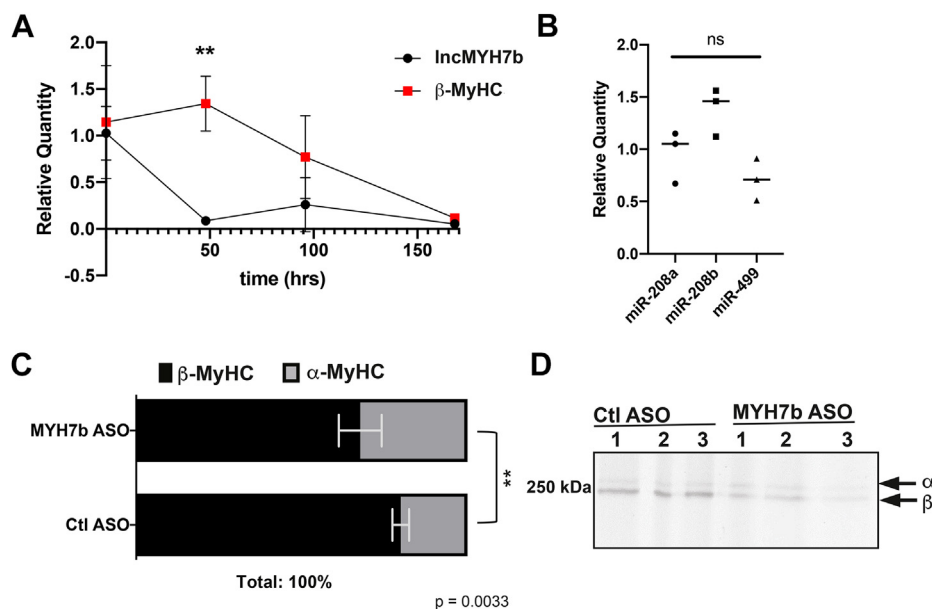 A
2.0
1.5
1.0
0.5
0.0
-0.5
Relative Quantity
**
50
100
150
time (hrs)
lncMYH7b
β-MyHC
B
2.0
1.5
1.0
0.5
0.0
Relative Quantity
ns
miR-208a
miR-208b
miR-499
C
β-MyHC
α-MyHC
MYH7b ASO
Ctl ASO
**
Total: 100%
p = 0.0033
D
Ctl ASO
MYH7b ASO
1 2 3 1 2 3
250 kDa
α
β